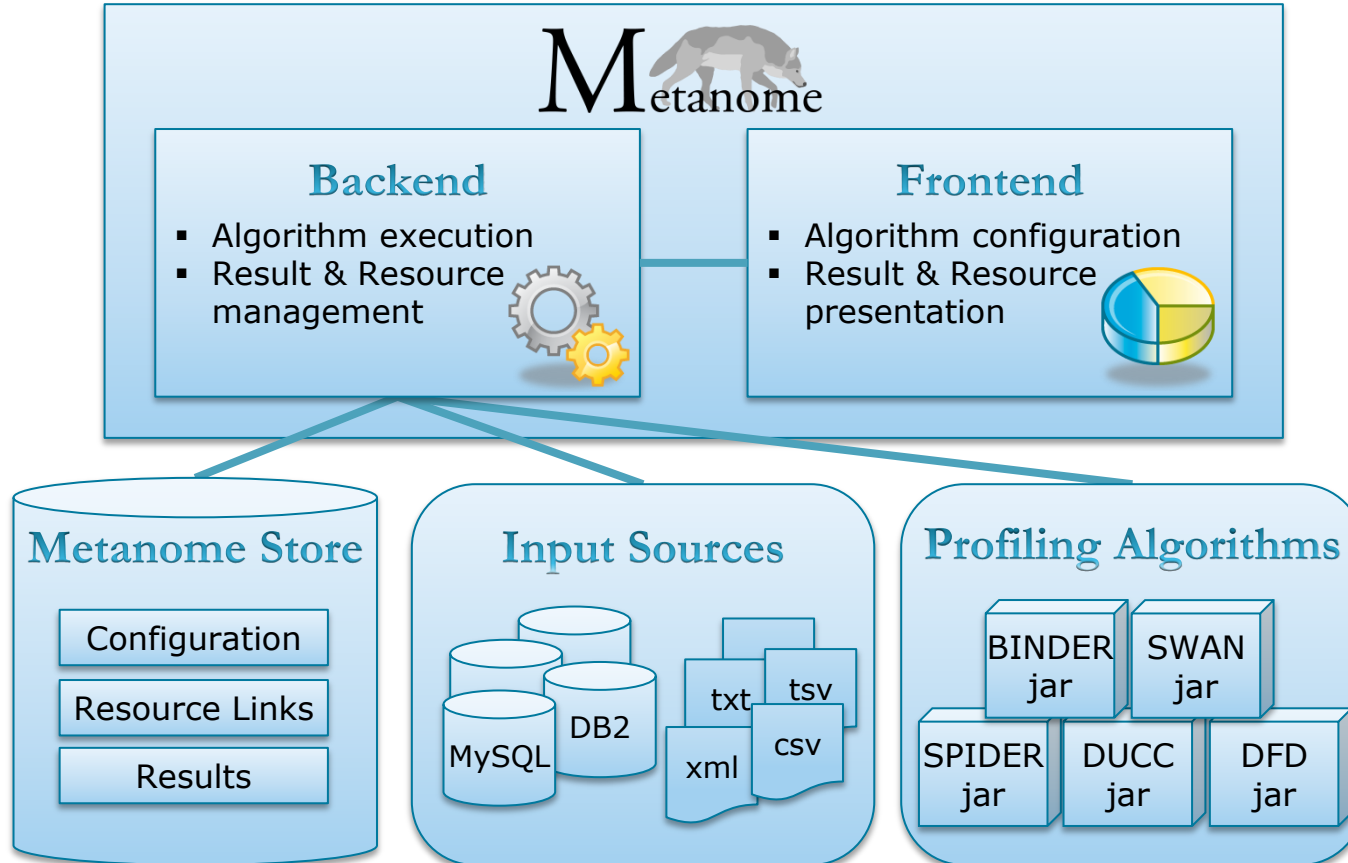 Metanome
Backend
▪ Algorithm execution
▪ Result & Resource
management
Frontend
▪ Algorithm configuration
▪ Result & Resource
presentation
Metanome Store
Configuration
Resource Links
Results
Input Sources
MySQL
DB2
txt
tsv
xml
csv
Profiling Algorithms
BINDER
jar
SWAN
jar
SPIDER
jar
DUCC
jar
DFD
jar